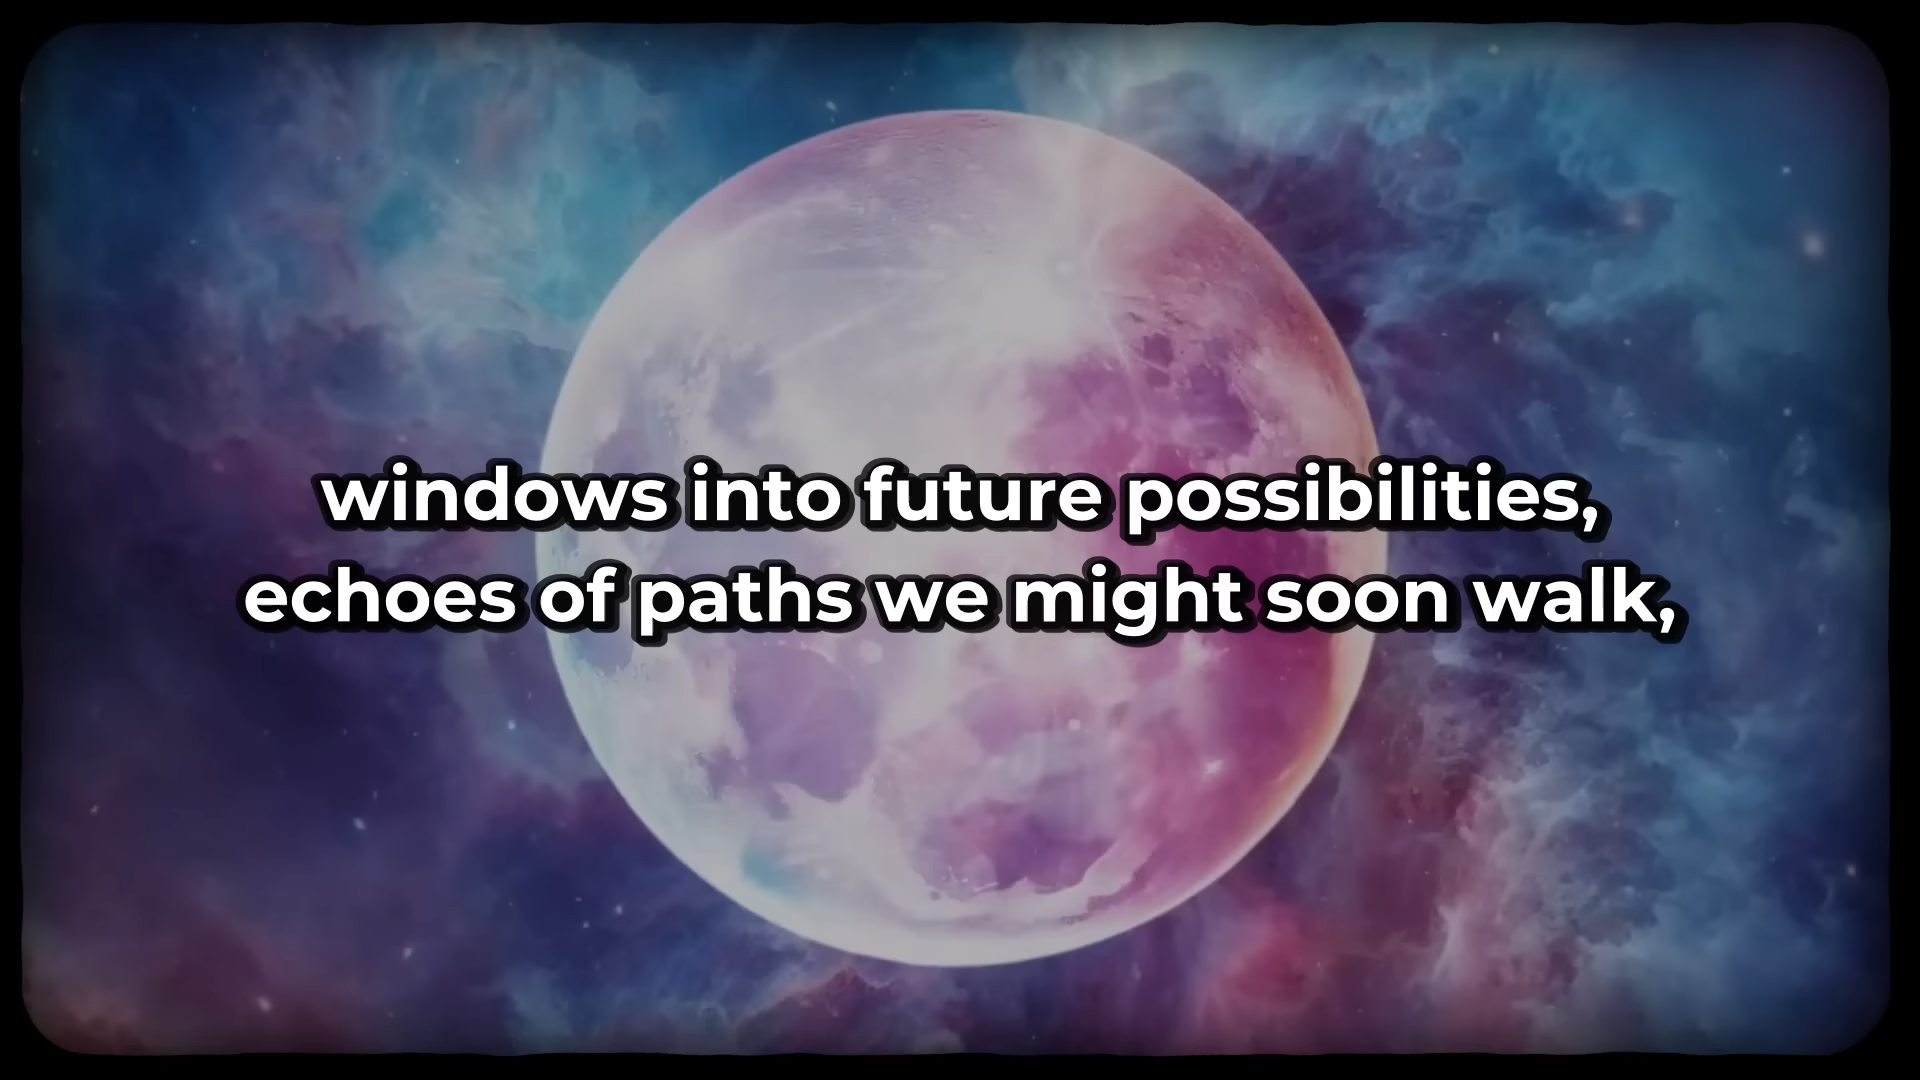 windows into future possibilities,
echoes of paths we might soon walk,